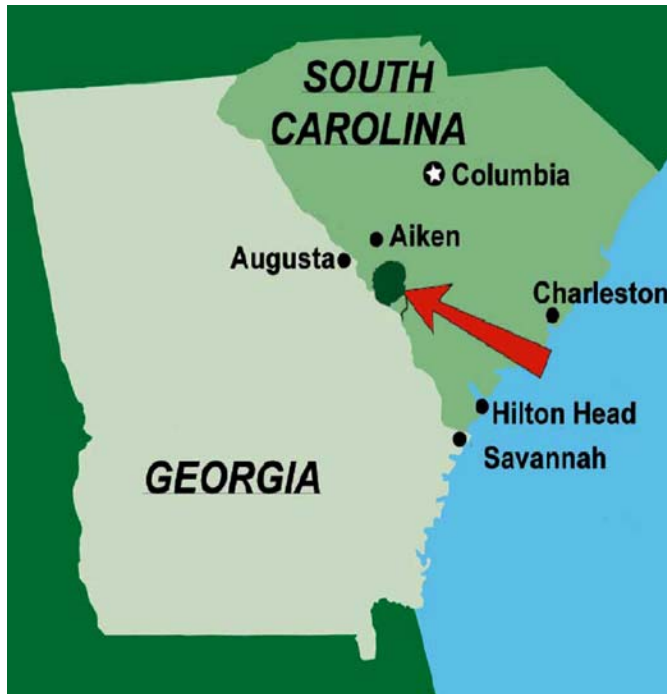 SOUTH
CAROLINA
Columbia
Aiken
Augusta
Charleston
Hilton Head
Savannah
GEORGIA